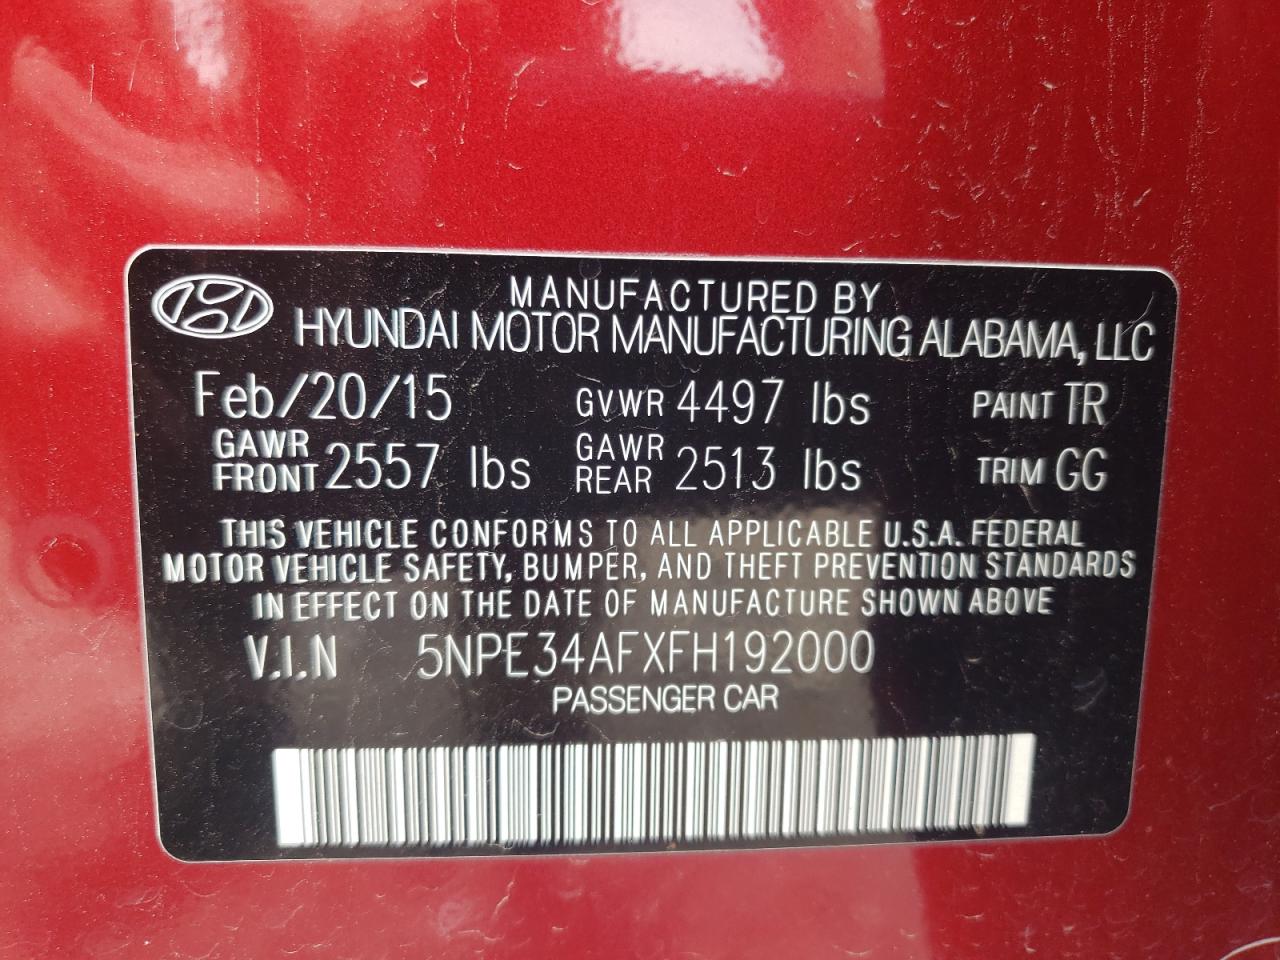 MANUFACTURED BY
HYUNDAI MOTOR MANUFACTURING ALABAMA, LLC
Feb/20/15 GVWR 4497 lbs PAINT TR
GAWR FRONT 2557 lbs GAWR REAR 2513 lbs TRIM GG
THIS VEHICLE CONFORMS TO ALL APPLICABLE U.S.A. FEDERAL
MOTOR VEHICLE SAFETY, BUMPER, AND THEFT PREVENTION STANDARDS
IN EFFECT ON THE DATE OF MANUFACTURE SHOWN ABOVE
V.I.N 5NPE34AFXFH192000
PASSENGER CAR